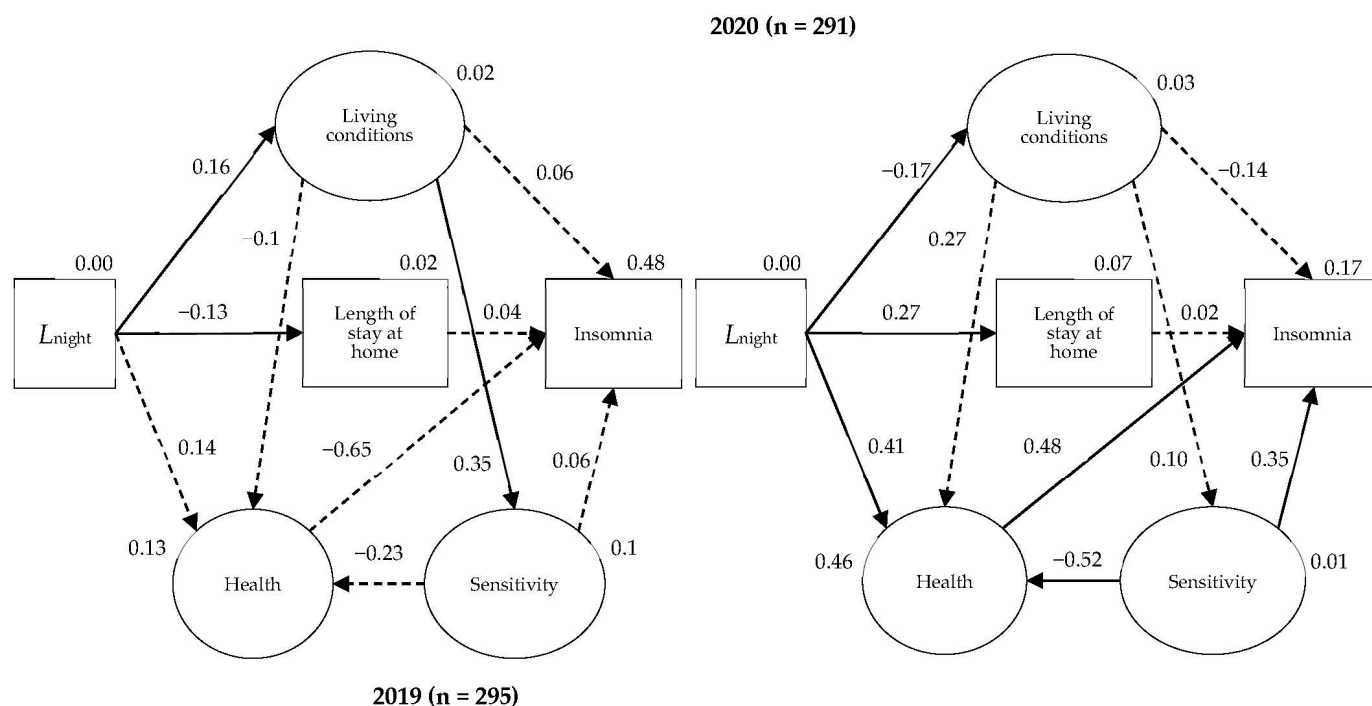 2020 (n = 291)
0.02
Living
conditions
0.16
0.06
−0.1
0.00
0.02
0.48
Lnight
−0.13
Length of
stay at
home
0.04
Insomnia
0.14
−0.65
0.35
0.06
0.13
Health
−0.23
Sensitivity
0.1
2019 (n = 295)
0.03
Living
conditions
−0.17
−0.14
0.27
0.00
0.07
0.17
Lnight
0.27
Length of
stay at
home
0.02
Insomnia
0.41
0.48
0.10
0.35
0.46
Health
−0.52
Sensitivity
0.01